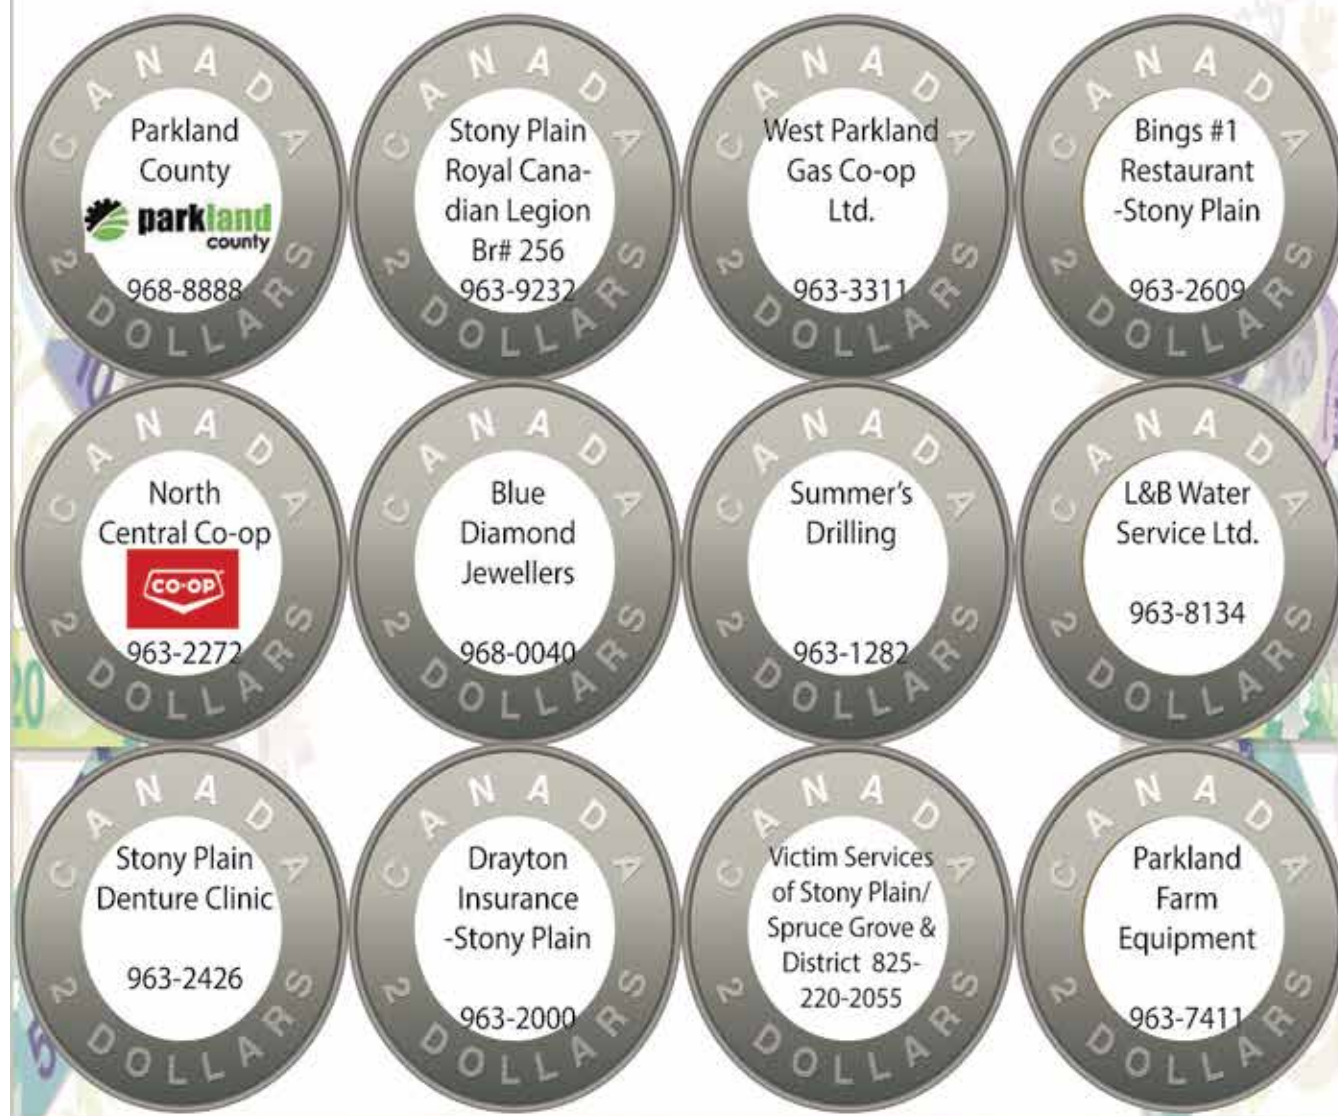 CANADA
Parkland
County
parkland
county
968-8888
2 DOLLARS
CANADA
Stony Plain
Royal Cana-
dian Legion
Br# 256
963-9232
2 DOLLARS
CANADA
West Parkland
Gas Co-op
Ltd.
963-3311
2 DOLLARS
CANADA
Bings #1
Restaurant
-Stony Plain
963-2609
2 DOLLARS
CANADA
North
Central Co-op
CO-OP
963-2272
2 DOLLARS
CANADA
Blue
Diamond
Jewellers
968-0040
2 DOLLARS
CANADA
Summer's
Drilling
963-1282
2 DOLLARS
CANADA
L&B Water
Service Ltd.
963-8134
2 DOLLARS
CANADA
Stony Plain
Denture Clinic
963-2426
2 DOLLARS
CANADA
Drayton
Insurance
-Stony Plain
963-2000
2 DOLLARS
CANADA
Victim Services
of Stony Plain/
Spruce Grove &
District 825-
220-2055
2 DOLLARS
CANADA
Parkland
Farm
Equipment
963-7411
2 DOLLARS
10
20
5